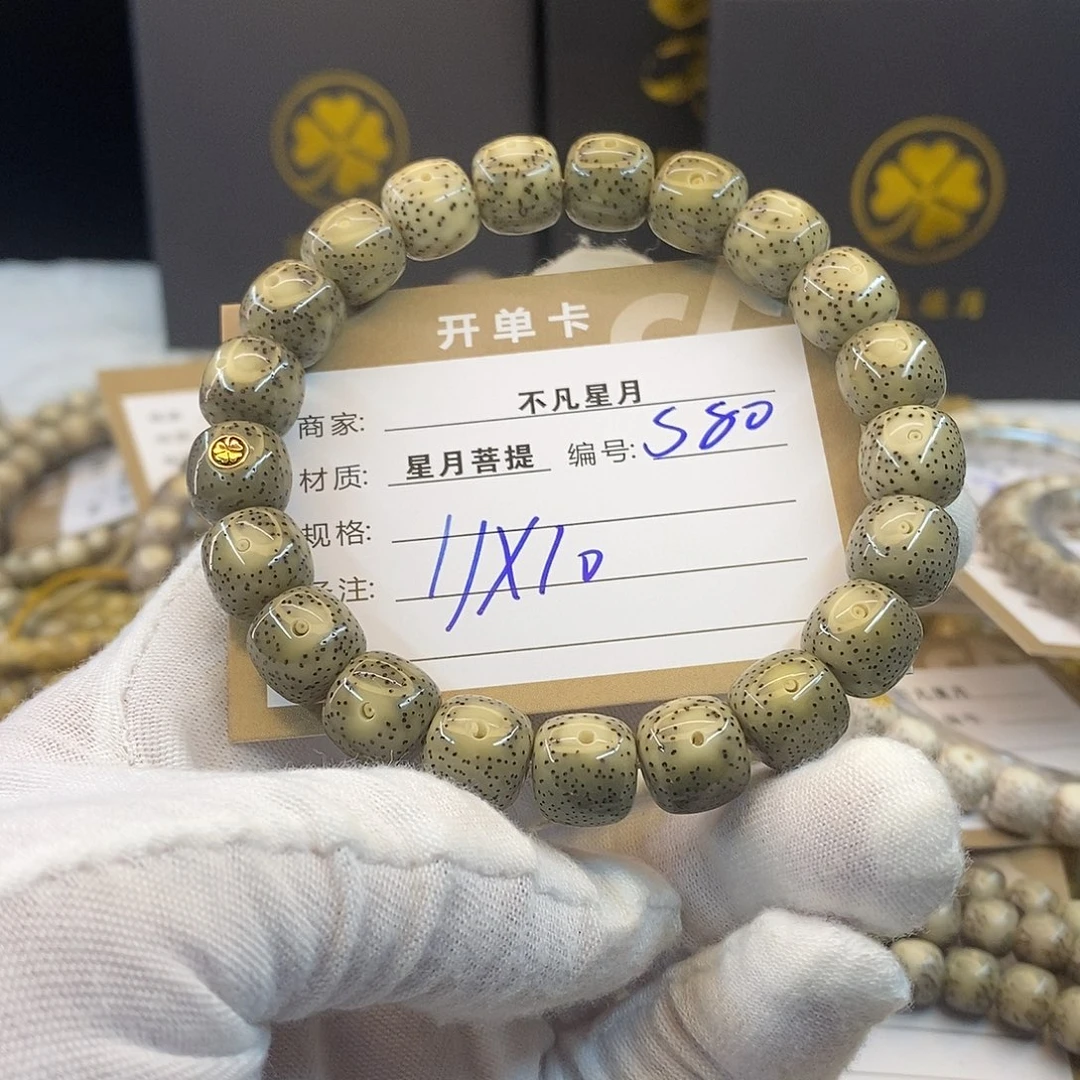 开单卡
商家: 不凡星月
材质: 星月菩提 编号: S80
规格:
注: 11X10